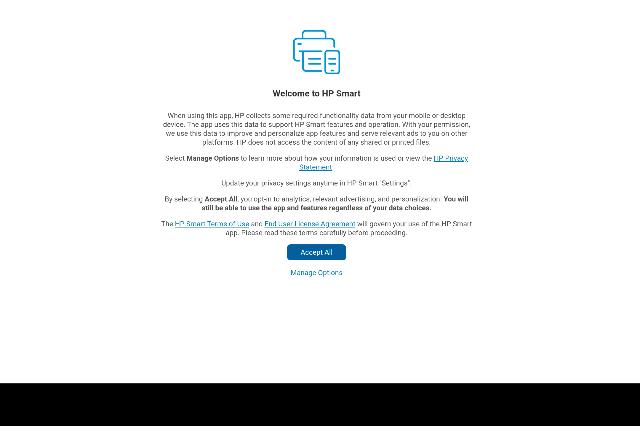 Welcome to HP Smart
When using this app, HP collects some required functionality data from your mobile or desktop
device. The app uses this data to support HP Smart features and operation. With your permission,
we use this data to improve and personalize app features and serve relevant ads to you on other
platforms. HP does not access the content of any shared or printed files.
Select Manage Options to learn more about how your information is used or view the HP Privacy
Statement.
Update your privacy settings anytime in HP Smart "Settings"
By selecting Accept All, you opt-in to analytics, relevant advertising, and personalization. You will
still be able to use the app and features regardless of your data choices.
The HP Smart Terms of Use and End User License Agreement will govern your use of the HP Smart
app. Please read these terms carefully before proceeding.
Accept All
Manage Options